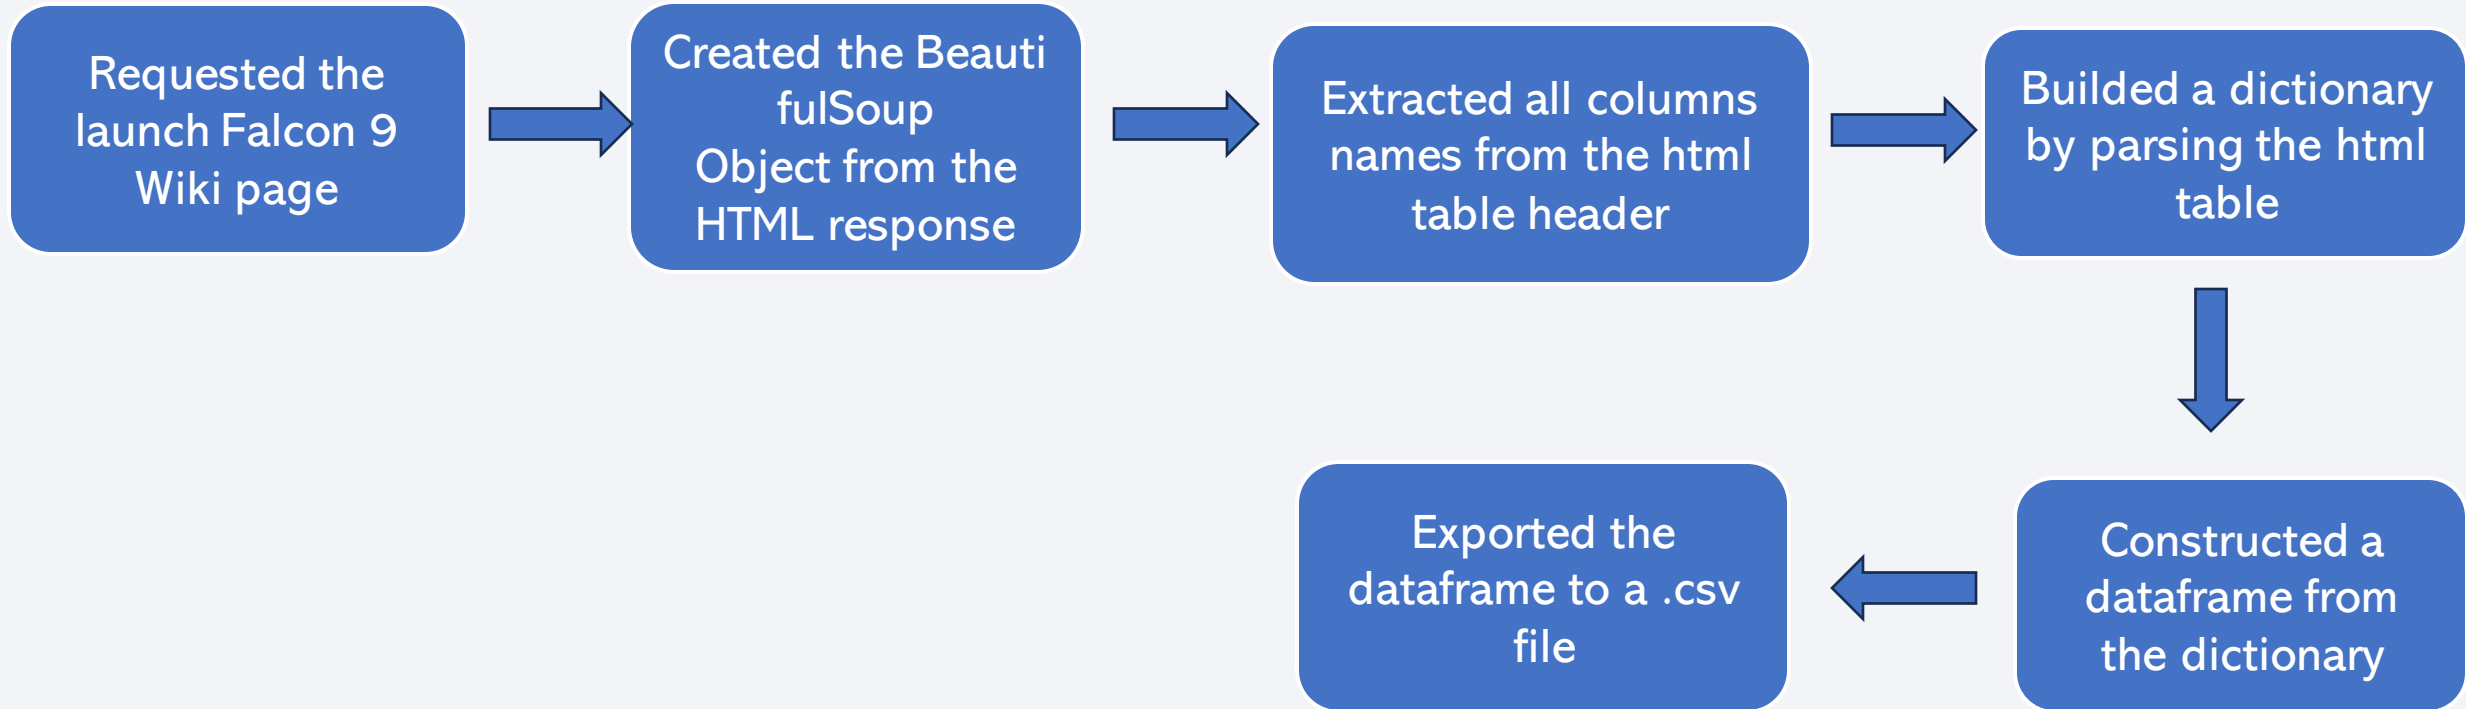 Requested the
launch Falcon 9
Wiki page
Created the Beauti
fulSoup
Object from the
HTML response
Extracted all columns
names from the html
table header
Builded a dictionary
by parsing the html
table
Constructed a
dataframe from
the dictionary
Exported the
dataframe to a .csv
file